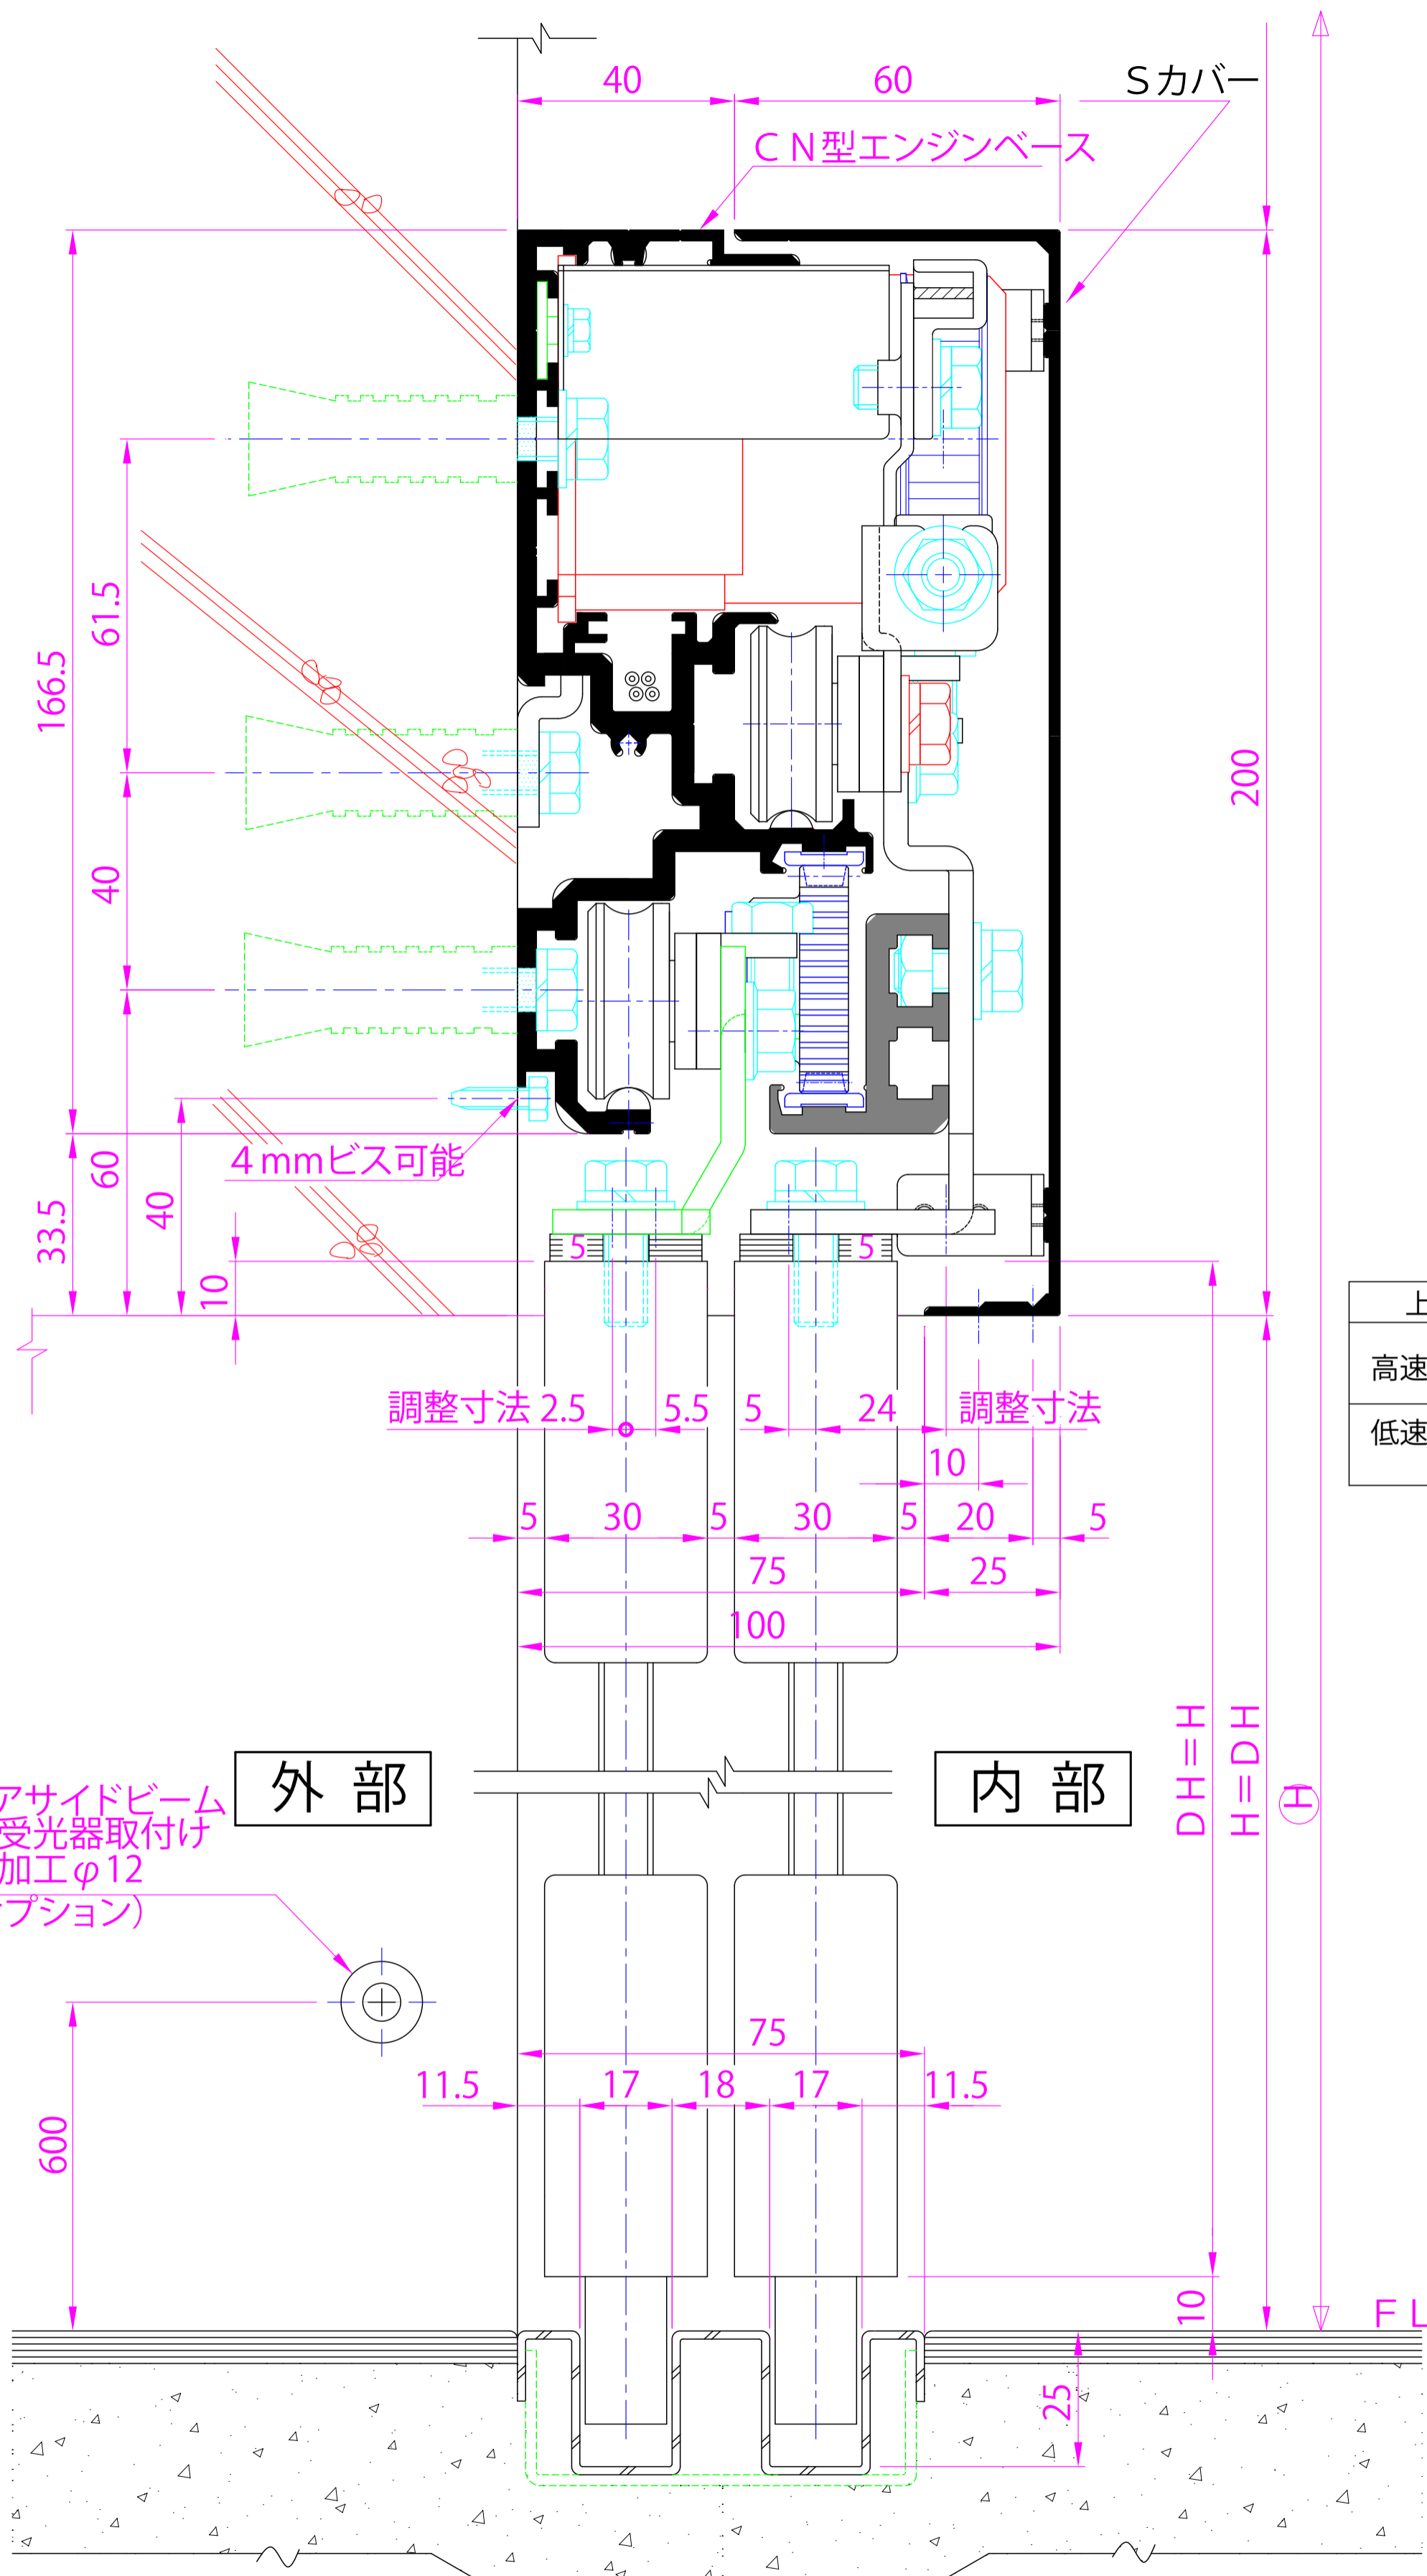 40
60
Sカバー
CN型エンジンベース
61.5
166.5
200
40
4mmビス可能
60
40
33.5
5
5
10
上
高速
低速
調整寸法 2.5
5.5
5
24
調整寸法
10
5
30
5
30
5
20
5
75
25
100
DH=H
H=DH
H
外部
内部
アサイドビーム
受光器取付け
加工φ12
プション)
75
11.5
17
18
17
11.5
600
10
FL
25